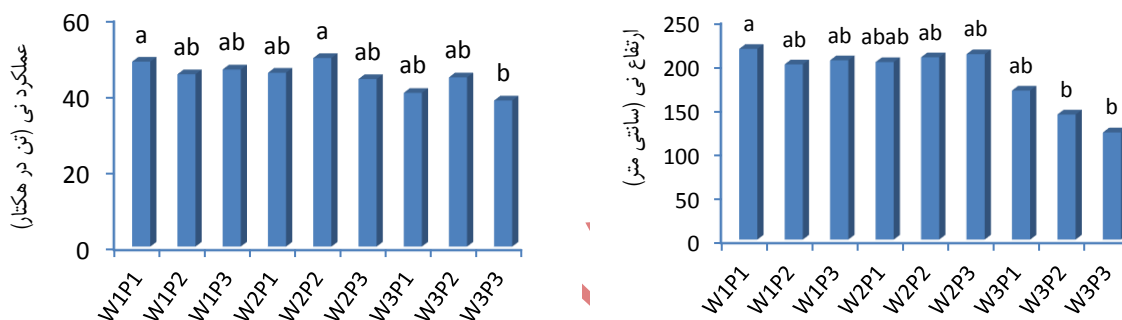 عملکرد نی (تن در هکتار)
60
40
20
0
a ab ab ab a ab ab ab b
W1P1 W1P2 W1P3 W2P1 W2P2 W2P3 W3P1 W3P2 W3P3
ارتفاع نی (سانتی متر)
250
200
150
100
50
0
a ab ab abab ab ab b b
W1P1 W1P2 W1P3 W2P1 W2P2 W2P3 W3P1 W3P2 W3P3